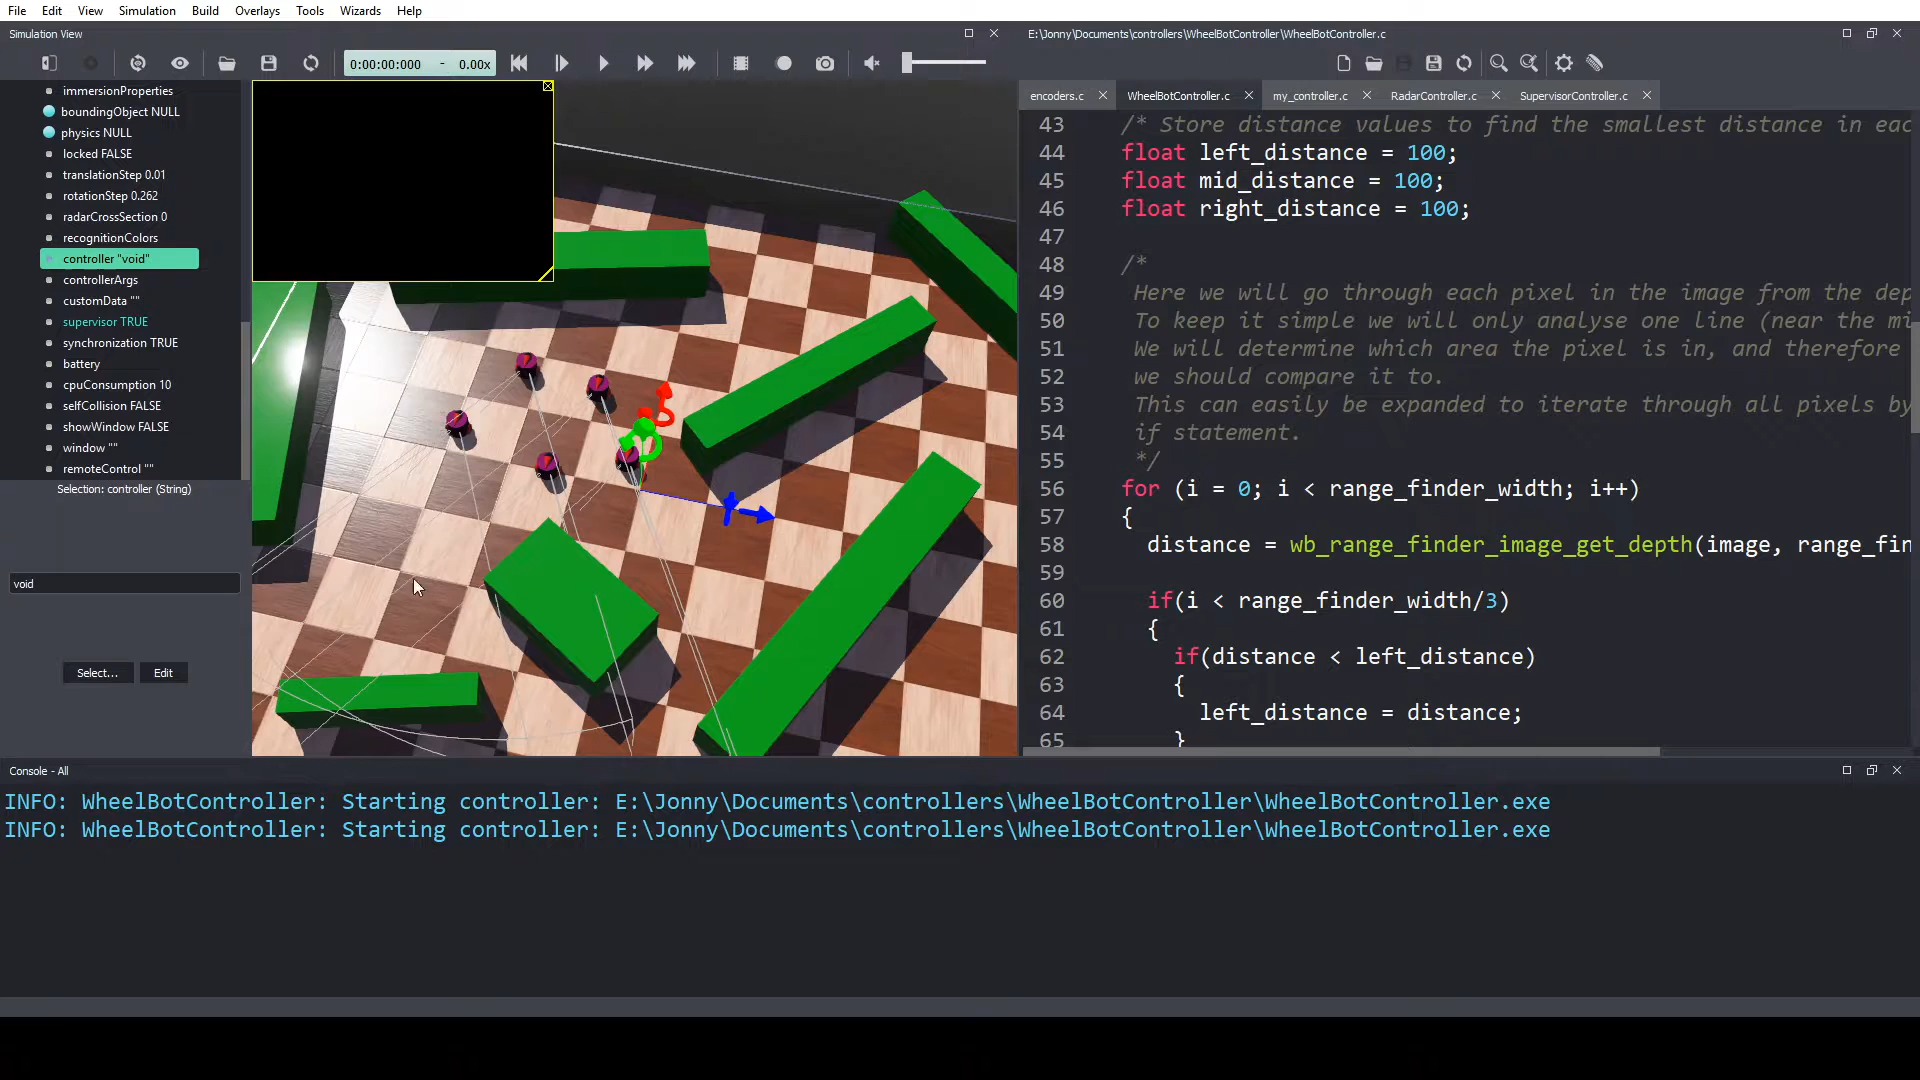 File Edit View Simulation Build Overlays Tools Wizards Help
Simulation View
0:00:00:000 - 0.00x
immersionProperties
boundingObject NULL
physics NULL
locked FALSE
translationStep 0.01
rotationStep 0.262
radarCrossSection 0
recognitionColors
controller "void"
controllerArgs
customData ""
supervisor TRUE
synchronization TRUE
battery
cpuConsumption 10
selfCollision FALSE
showWindow FALSE
window ""
remoteControl ""
Selection: controller (String)
void
Select... Edit
E:\Jonny\Documents\controllers\WheelBotController\WheelBotController.c
encoders.c WheelBotController.c my_controller.c RadarController.c SupervisorController.c
43 /* Store distance values to find the smallest distance in eac
44 float left_distance = 100;
45 float mid_distance = 100;
46 float right_distance = 100;
47
48 /*
49 Here we will go through each pixel in the image from the dep
50 To keep it simple we will only analyse one line (near the mi
51 We will determine which area the pixel is in, and therefore
52 we should compare it to.
53 This can easily be expanded to iterate through all pixels by
54 if statement.
55 */
56 for (i = 0; i < range_finder_width; i++)
57 {
58 distance = wb_range_finder_image_get_depth(image, range_fin
59
60 if(i < range_finder_width/3)
61 {
62 if(distance < left_distance)
63 {
64 left_distance = distance;
65 }
Console - All
INFO: WheelBotController: Starting controller: E:\Jonny\Documents\controllers\WheelBotController\WheelBotController.exe
INFO: WheelBotController: Starting controller: E:\Jonny\Documents\controllers\WheelBotController\WheelBotController.exe